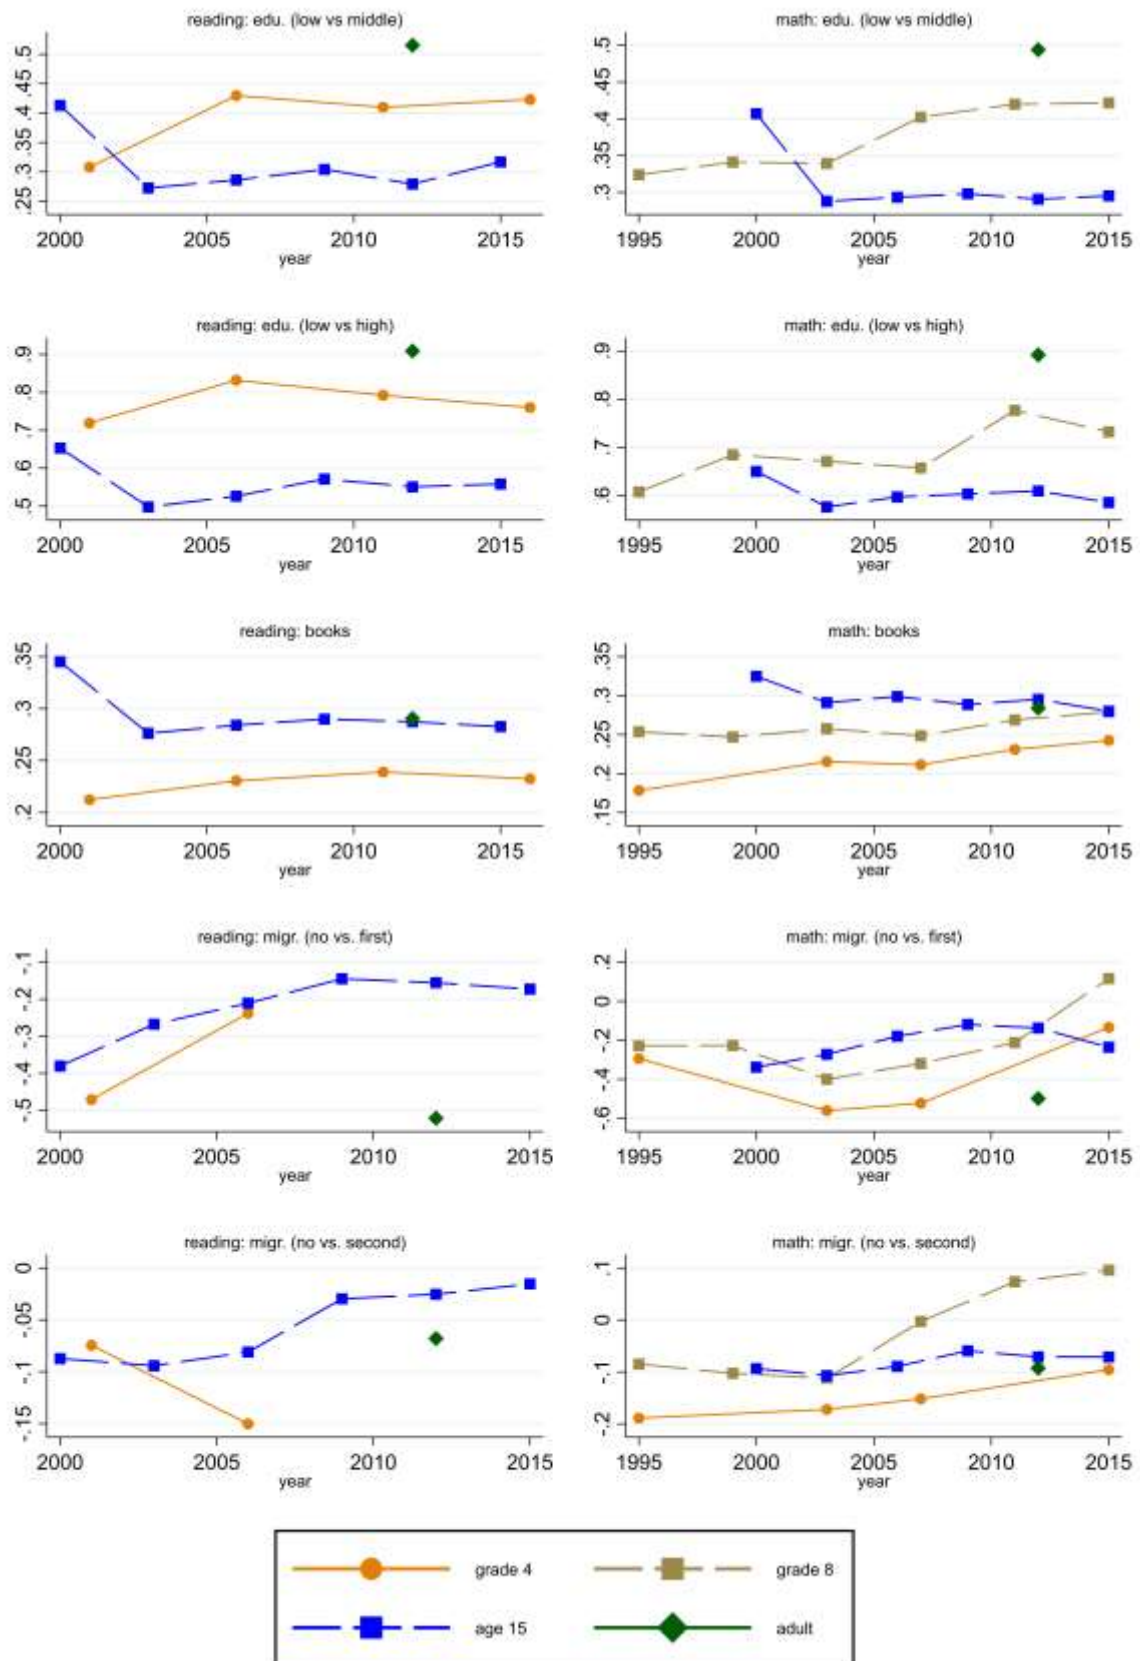 reading: edu. (low vs middle)
.5
.45
.4
.35
.3
.25
2000 2005 2010 2015
year
math: edu. (low vs middle)
.5
.45
.4
.35
.3
1995 2000 2005 2010 2015
year
reading: edu. (low vs high)
.9
.8
.7
.6
.5
2000 2005 2010 2015
year
math: edu. (low vs high)
.9
.8
.7
.6
1995 2000 2005 2010 2015
year
reading: books
.35
.3
.25
.2
2000 2005 2010 2015
year
math: books
.35
.3
.25
.2
.15
1995 2000 2005 2010 2015
year
reading: migr. (no vs. first)
-.1
-.2
-.3
-.4
-.5
2000 2005 2010 2015
year
math: migr. (no vs. first)
.2
0
-.2
-.4
-.6
1995 2000 2005 2010 2015
year
reading: migr. (no vs. second)
0
-.05
-.1
-.15
2000 2005 2010 2015
year
math: migr. (no vs. second)
.1
0
-.1
-.2
1995 2000 2005 2010 2015
year
grade 4 grade 8
age 15 adult